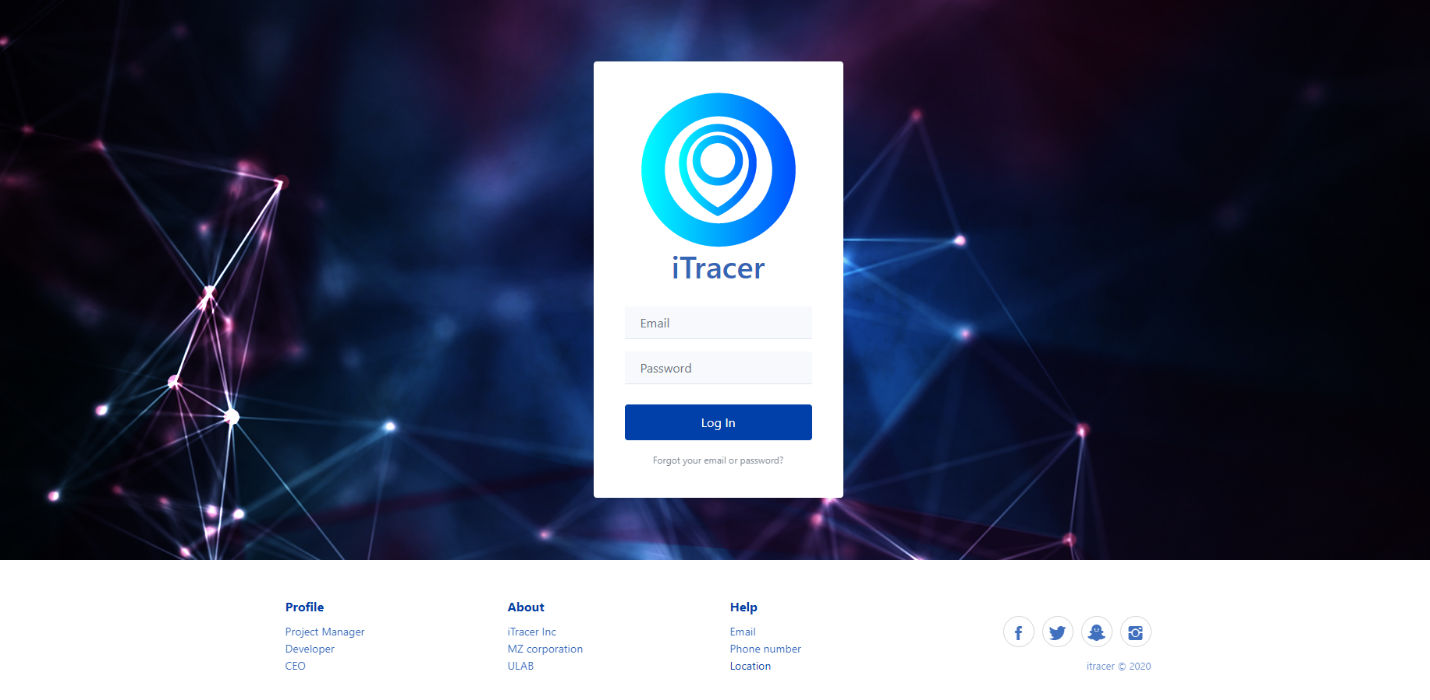 iTracer
Email
Password
Log In
Forgot your email or password?
Profile
Project Manager
Developer
CEO
About
iTracer Inc
MZ corporation
ULAB
Help
Email
Phone number
Location
itracer © 2020